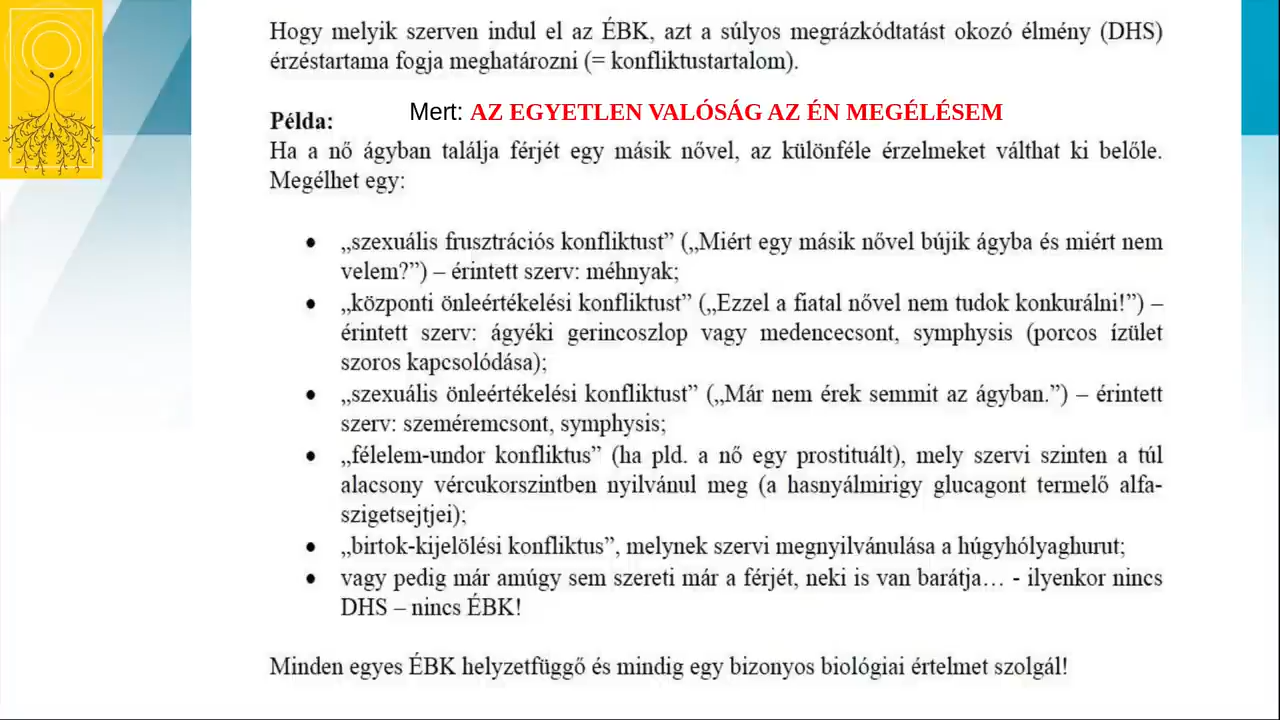 Hogy melyik szerven indul el az ÉBK, azt a súlyos megrázkódtatást okozó élmény (DHS)
érzéstartama fogja meghatározni (= konfliktustartalom).
Mert: AZ EGYETLEN VALÓSÁG AZ ÉN MEGÉLÉSEM
Példa:
Ha a nő ágyban találja férjét egy másik nővel, az különféle érzelmeket válthat ki belőle.
Megélhet egy:
• „szexuális frusztrációs konfliktust” („Miért egy másik nővel bújik ágyba és miért nem
velem?”) – érintett szerv: méhnyak;
• „központi önleértékelési konfliktust” („Ezzel a fiatal nővel nem tudok konkurálni!”) –
érintett szerv: ágyéki gerincoszlop vagy medencecsont, symphysis (porcos ízület
szoros kapcsolódása);
• „szexuális önleértékelési konfliktust” („Már nem érek semmit az ágyban.”) – érintett
szerv: szeméremcsont, symphysis;
• „félelem-undor konfliktus” (ha pld. a nő egy prostituált), mely szervi szinten a túl
alacsony vércukorszintben nyilvánul meg (a hasnyálmirigy glucagont termelő alfa-
szigetsejtjei);
• „birtok-kijelölési konfliktus”, melynek szervi megnyilvánulása a húgyhólyaghurut;
• vagy pedig már amúgy sem szereti már a férjét, neki is van barátja… - ilyenkor nincs
DHS – nincs ÉBK!
Minden egyes ÉBK helyzetfüggő és mindig egy bizonyos biológiai értelmet szolgál!